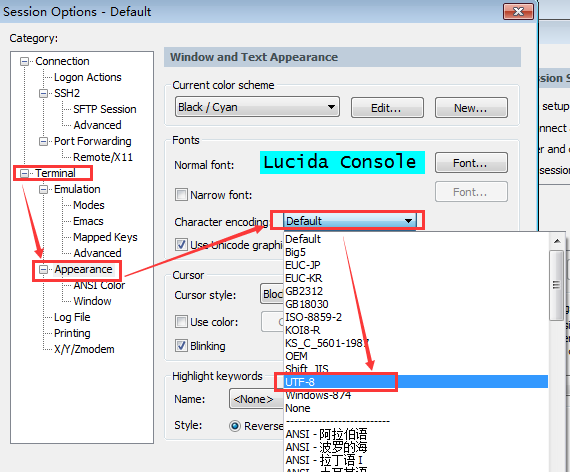 Session Options - Default
Category:
Connection
Logon Actions
SSH2
SFTP Session
Advanced
Port Forwarding
Remote/X11
Terminal
Emulation
Modes
Emacs
Mapped Keys
Advanced
Appearance
ANSI Color
Window
Log File
Printing
X/Y/Zmodem
Window and Text Appearance
Current color scheme
Black / Cyan
Edit...
New...
Fonts
Normal font:
Lucida Console
Font...
Narrow font:
Font...
Character encoding
Default
Use Unicode graphi
Default
Big5
EUC-JP
EUC-KR
GB2312
GB18030
ISO-8859-2
KOI8-R
KS_C_5601-1987
OEM
Shift_JIS
UTF-8
Windows-874
None
--------------------------
ANSI - 阿拉伯语
ANSI - 波罗的海
ANSI - 拉丁语 I
Cursor
Cursor style:
Bloc
Use color:
Blinking
Highlight keywords
Name:
<None>
Style:
Reverse
ssion S
setup
nnect a
er and
session